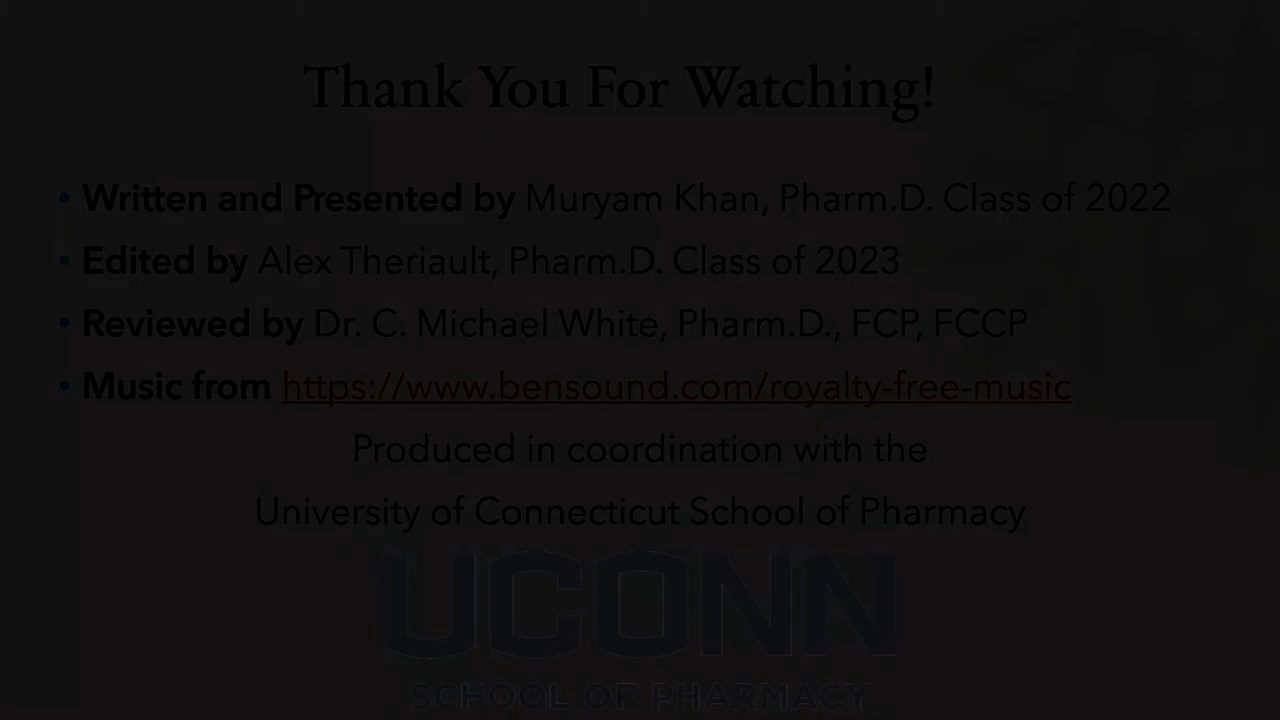 Thank You For Watching!
• Written and Presented by Muryam Khan, Pharm.D. Class of 2022
• Edited by Alex Theriault, Pharm.D. Class of 2023
• Reviewed by Dr. C. Michael White, Pharm.D., FCP, FCCP
• Music from https://www.bensound.com/royalty-free-music
Produced in coordination with the
University of Connecticut School of Pharmacy
UCONN
SCHOOL OF PHARMACY